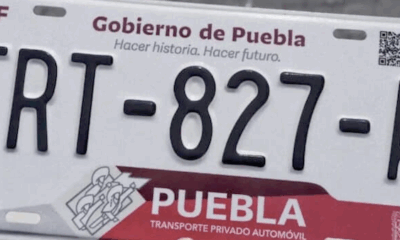 Gobierno de Puebla
Hacer historia. Hacer futuro.
TRT-827-
PUEBLA
TRANSPORTE PRIVADO AUTOMÓVIL